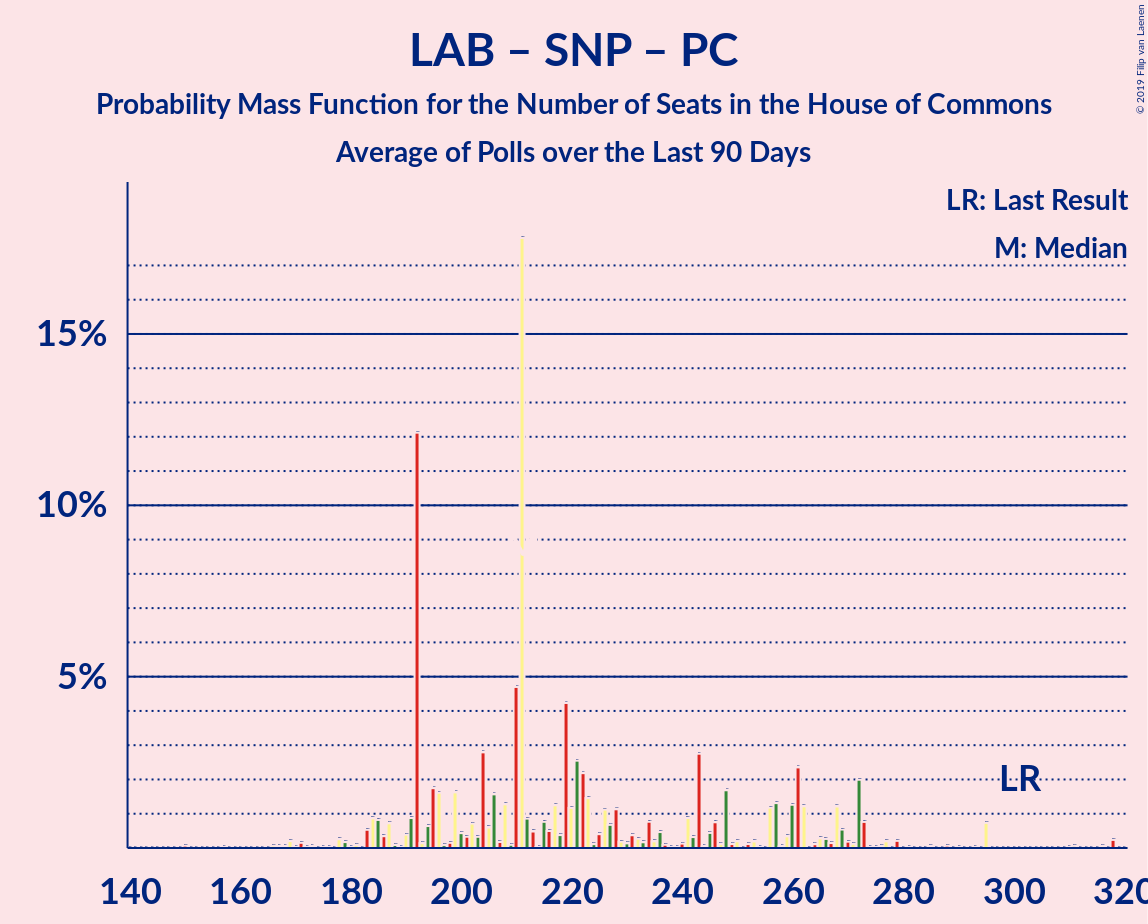 LAB – SNP – PC
Probability Mass Function for the Number of Seats in the House of Commons
Average of Polls over the Last 90 Days
© 2019 Filip van Laenen
LR: Last Result
M: Median
15%
10%
5%
LR
140 160 180 200 220 240 260 280 300 320